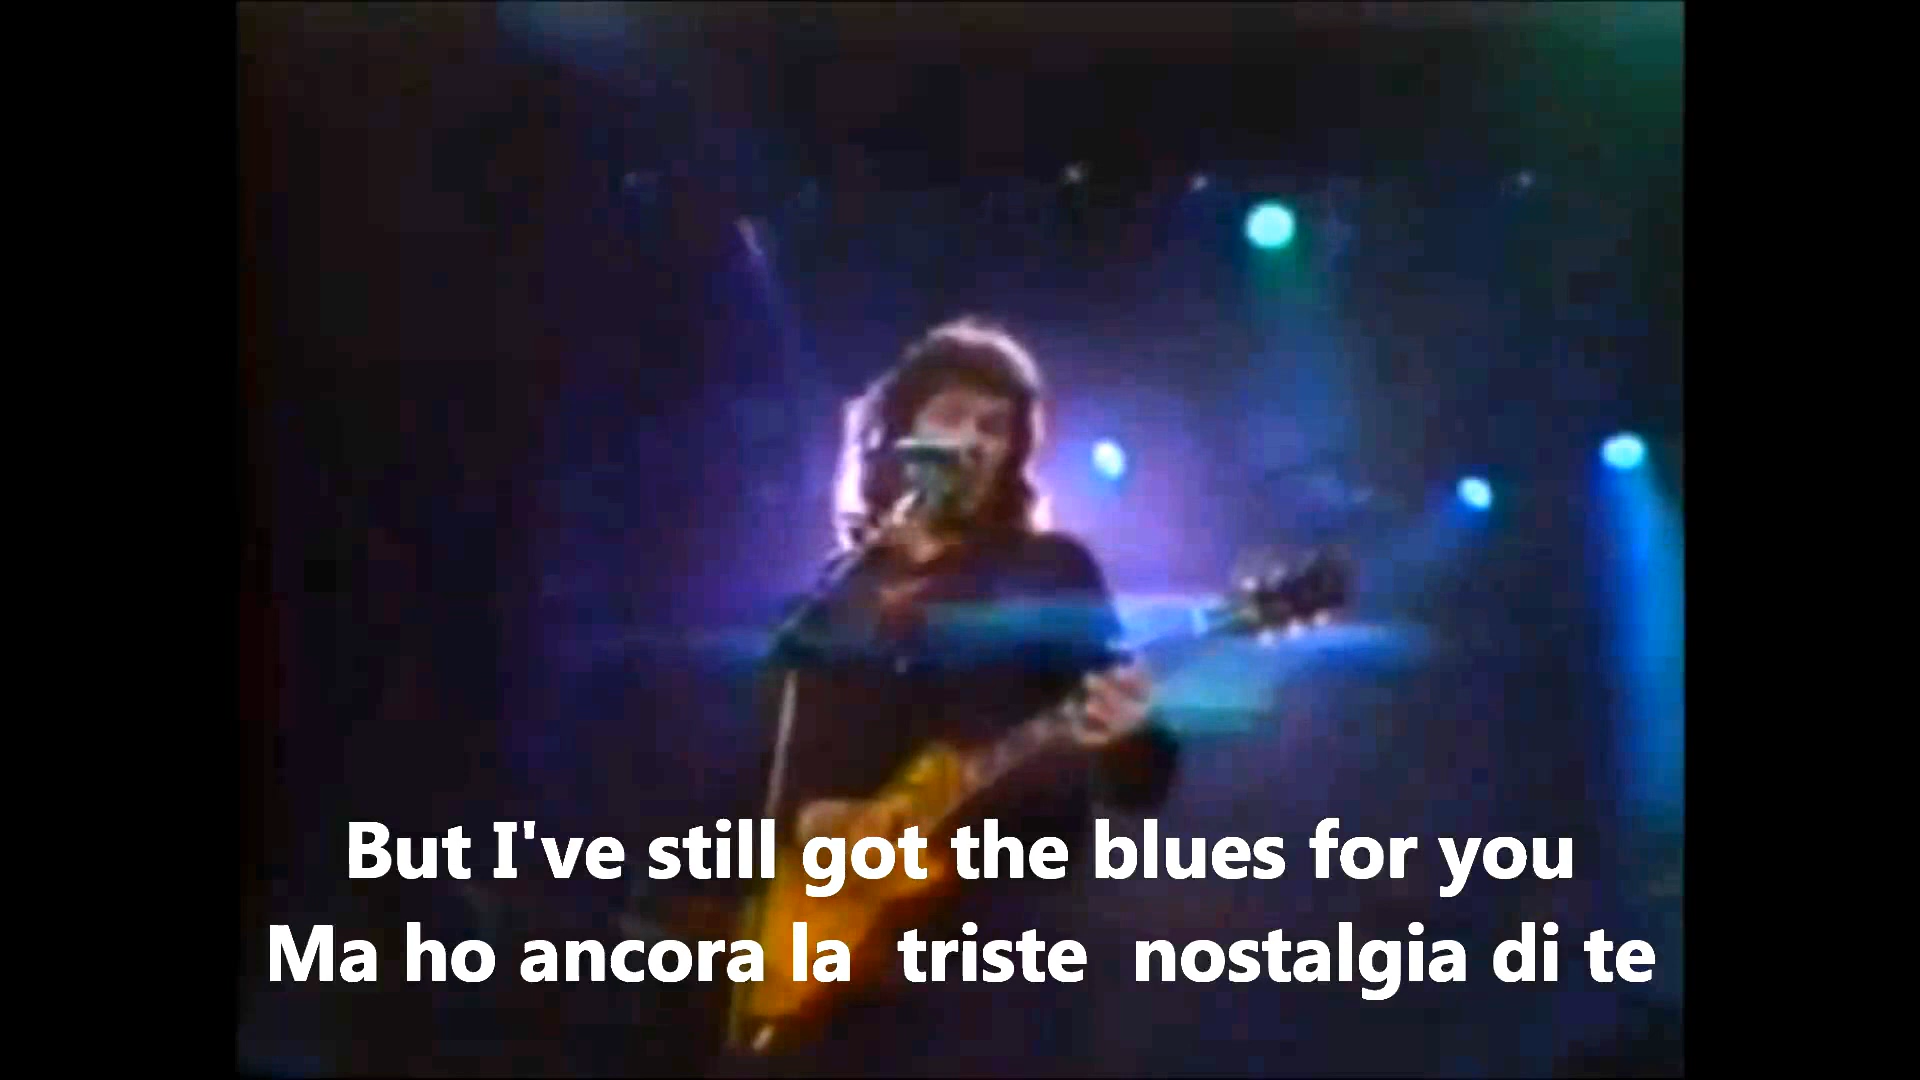 But I've still got the blues for you
Ma ho ancora la  triste  nostalgia di te